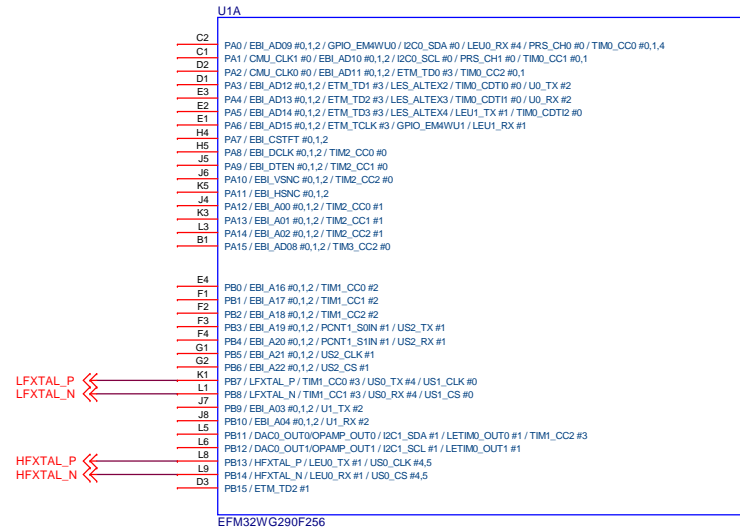 U1A
C2 PA0 / EBI_AD09 #0,1,2 / GPIO_EM4WU0 / I2C0_SDA #0 / LEU0_RX #4 / PRS_CH0 #0 / TIM0_CC0 #0,1,4
C1 PA1 / CMU_CLK1 #0 / EBI_AD10 #0,1,2 / I2C0_SCL #0 / PRS_CH1 #0 / TIM0_CC1 #0,1
D2 PA2 / CMU_CLK0 #0 / EBI_AD11 #0,1,2 / ETM_TD0 #3 / TIM0_CC2 #0,1
D1 PA3 / EBI_AD12 #0,1,2 / ETM_TD1 #3 / LES_ALTEX2 / TIM0_CDTI0 #0 / U0_TX #2
E3 PA4 / EBI_AD13 #0,1,2 / ETM_TD2 #3 / LES_ALTEX3 / TIM0_CDTI1 #0 / U0_RX #2
E2 PA5 / EBI_AD14 #0,1,2 / ETM_TD3 #3 / LES_ALTEX4 / LEU1_TX #1 / TIM0_CDTI2 #0
E1 PA6 / EBI_AD15 #0,1,2 / ETM_TCLK #3 / GPIO_EM4WU1 / LEU1_RX #1
H4 PA7 / EBI_CSTFT #0,1,2
H5 PA8 / EBI_DCLK #0,1,2 / TIM2_CC0 #0
J5 PA9 / EBI_DTEN #0,1,2 / TIM2_CC1 #0
J6 PA10 / EBI_VSNC #0,1,2 / TIM2_CC2 #0
K5 PA11 / EBI_HSNC #0,1,2
J4 PA12 / EBI_A00 #0,1,2 / TIM2_CC0 #1
K3 PA13 / EBI_A01 #0,1,2 / TIM2_CC1 #1
L3 PA14 / EBI_A02 #0,1,2 / TIM2_CC2 #1
B1 PA15 / EBI_AD08 #0,1,2 / TIM3_CC2 #0
E4 PB0 / EBI_A16 #0,1,2 / TIM1_CC0 #2
F1 PB1 / EBI_A17 #0,1,2 / TIM1_CC1 #2
F2 PB2 / EBI_A18 #0,1,2 / TIM1_CC2 #2
F3 PB3 / EBI_A19 #0,1,2 / PCNT1_S0IN #1 / US2_TX #1
F4 PB4 / EBI_A20 #0,1,2 / PCNT1_S1IN #1 / US2_RX #1
G1 PB5 / EBI_A21 #0,1,2 / US2_CLK #1
G2 PB6 / EBI_A22 #0,1,2 / US2_CS #1
LFXTAL_P K1 PB7 / LFXTAL_P / TIM1_CC0 #3 / US0_TX #4 / US1_CLK #0
LFXTAL_N L1 PB8 / LFXTAL_N / TIM1_CC1 #3 / US0_RX #4 / US1_CS #0
J7 PB9 / EBI_A03 #0,1,2 / U1_TX #2
J8 PB10 / EBI_A04 #0,1,2 / U1_RX #2
L5 PB11 / DAC0_OUT0/OPAMP_OUT0 / I2C1_SDA #1 / LETIM0_OUT0 #1 / TIM1_CC2 #3
L6 PB12 / DAC0_OUT1/OPAMP_OUT1 / I2C1_SCL #1 / LETIM0_OUT1 #1
HFXTAL_P L8 PB13 / HFXTAL_P / LEU0_TX #1 / US0_CLK #4,5
HFXTAL_N L9 PB14 / HFXTAL_N / LEU0_RX #1 / US0_CS #4,5
D3 PB15 / ETM_TD2 #1
EFM32WG290F256